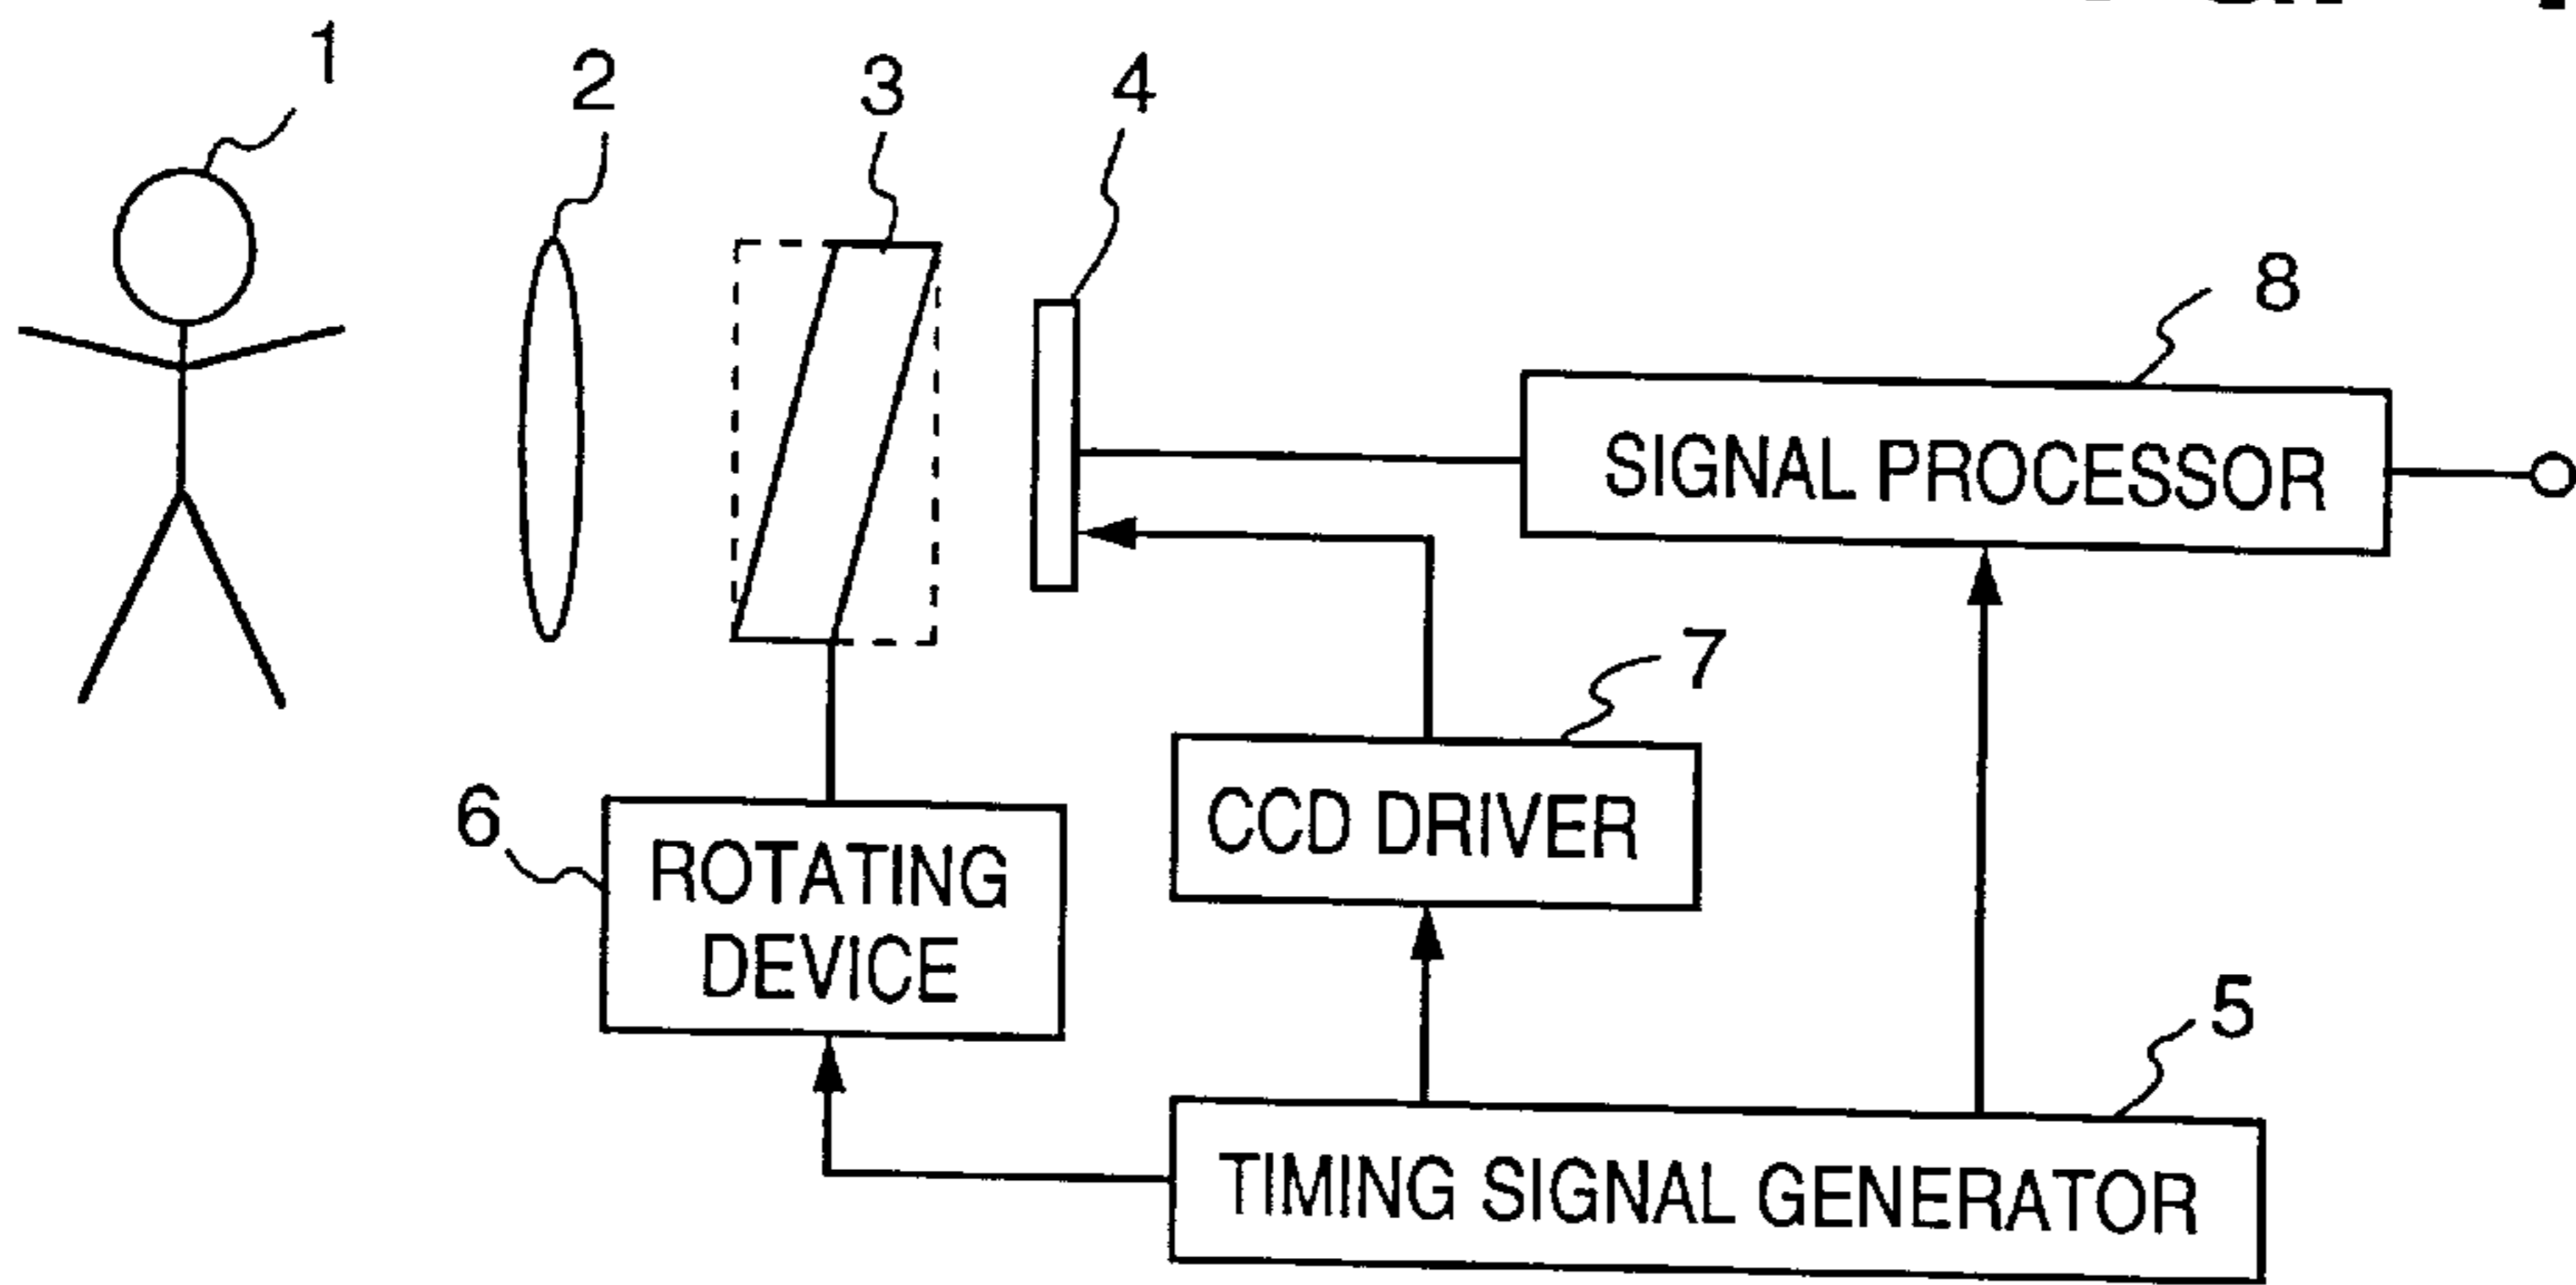 1
2
3
4
8
SIGNAL PROCESSOR
7
CCD DRIVER
6
ROTATING
DEVICE
5
TIMING SIGNAL GENERATOR